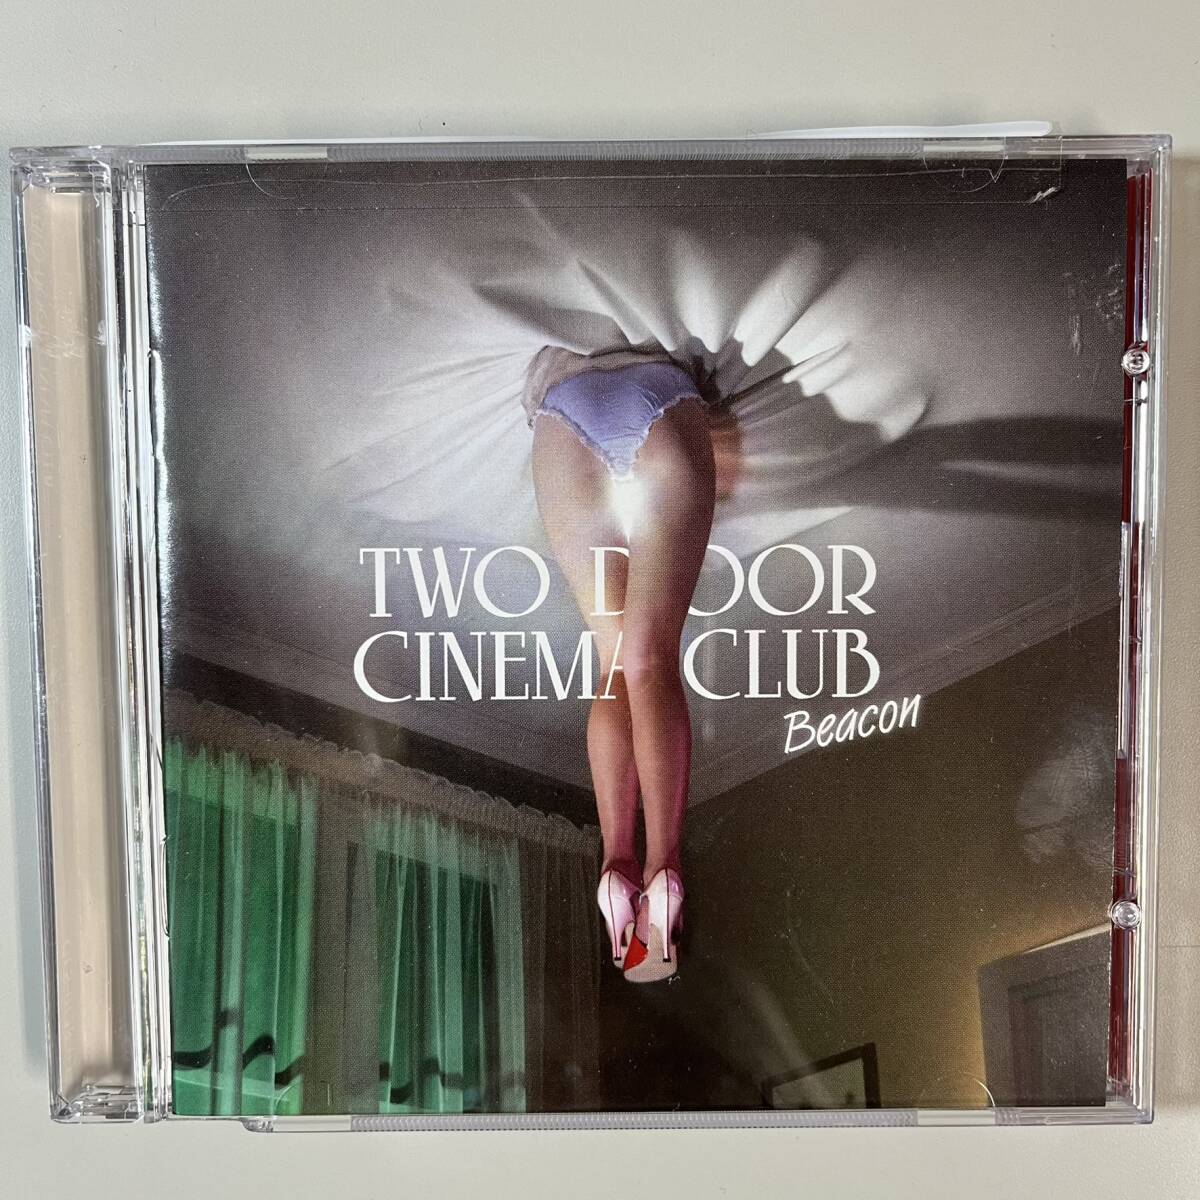 TWO DOOR
CINEMA CLUB
Beacon